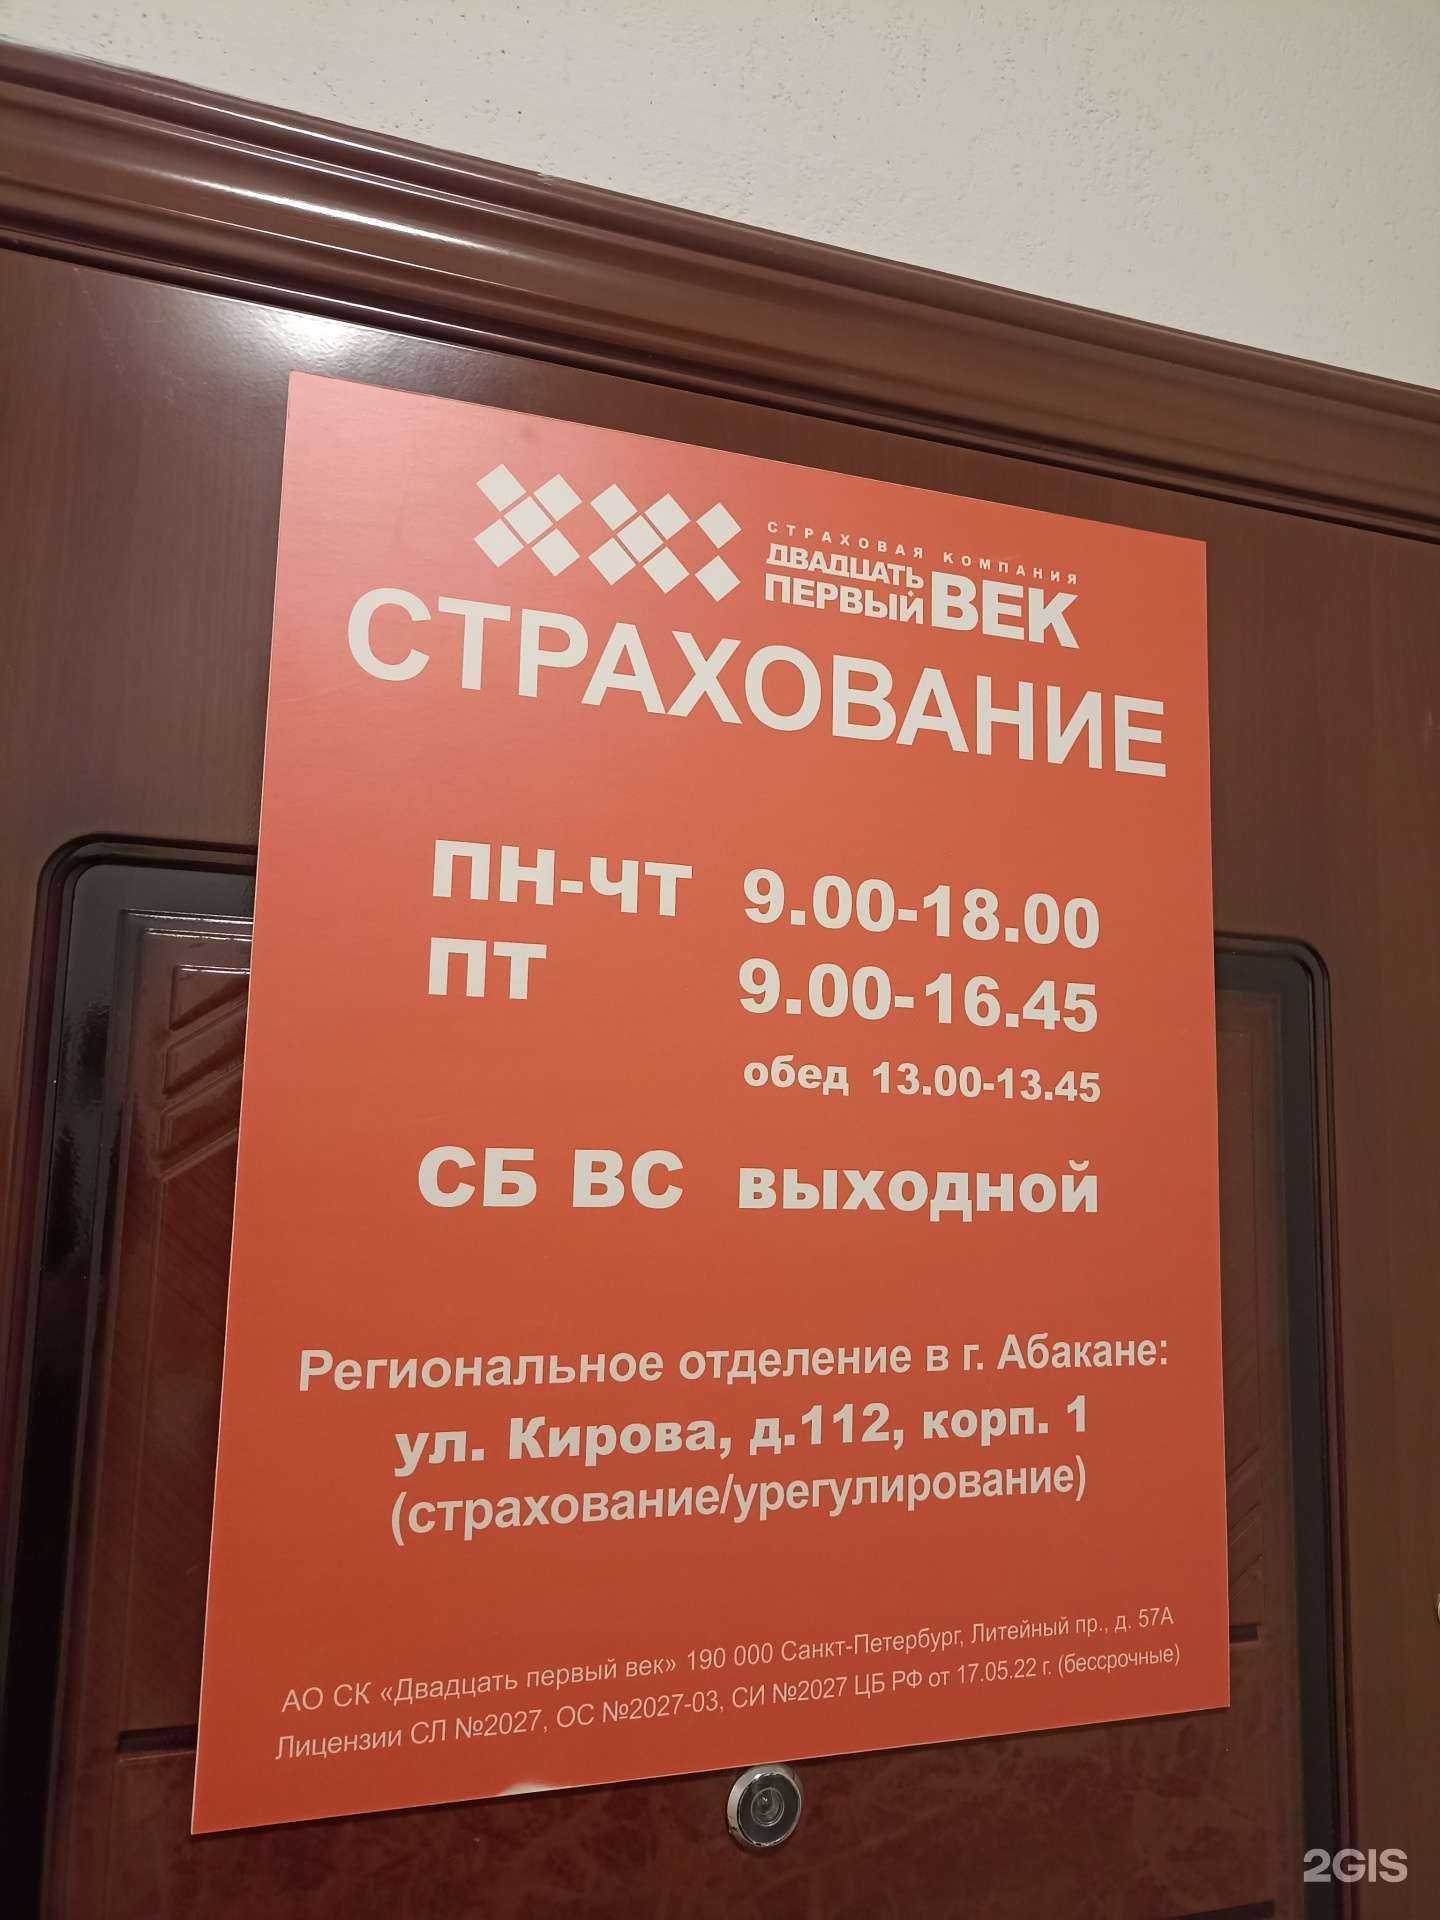 СТРАХОВАЯ КОМПАНИЯ
ДВАДЦАТЬ
ПЕРВЫЙ ВЕК
СТРАХОВАНИЕ
ПН-ЧТ 9.00-18.00
ПТ 9.00-16.45
обед 13.00-13.45
СБ ВС выходной
Региональное отделение в г. Абакане:
ул. Кирова, д.112, корп. 1
(страхование/урегулирование)
АО СК «Двадцать первый век» 190 000 Санкт-Петербург, Литейный пр., д. 57А
Лицензии СЛ №2027, ОС №2027-03, СИ №2027 ЦБ РФ от 17.05.22 г. (бессрочные)
2GIS